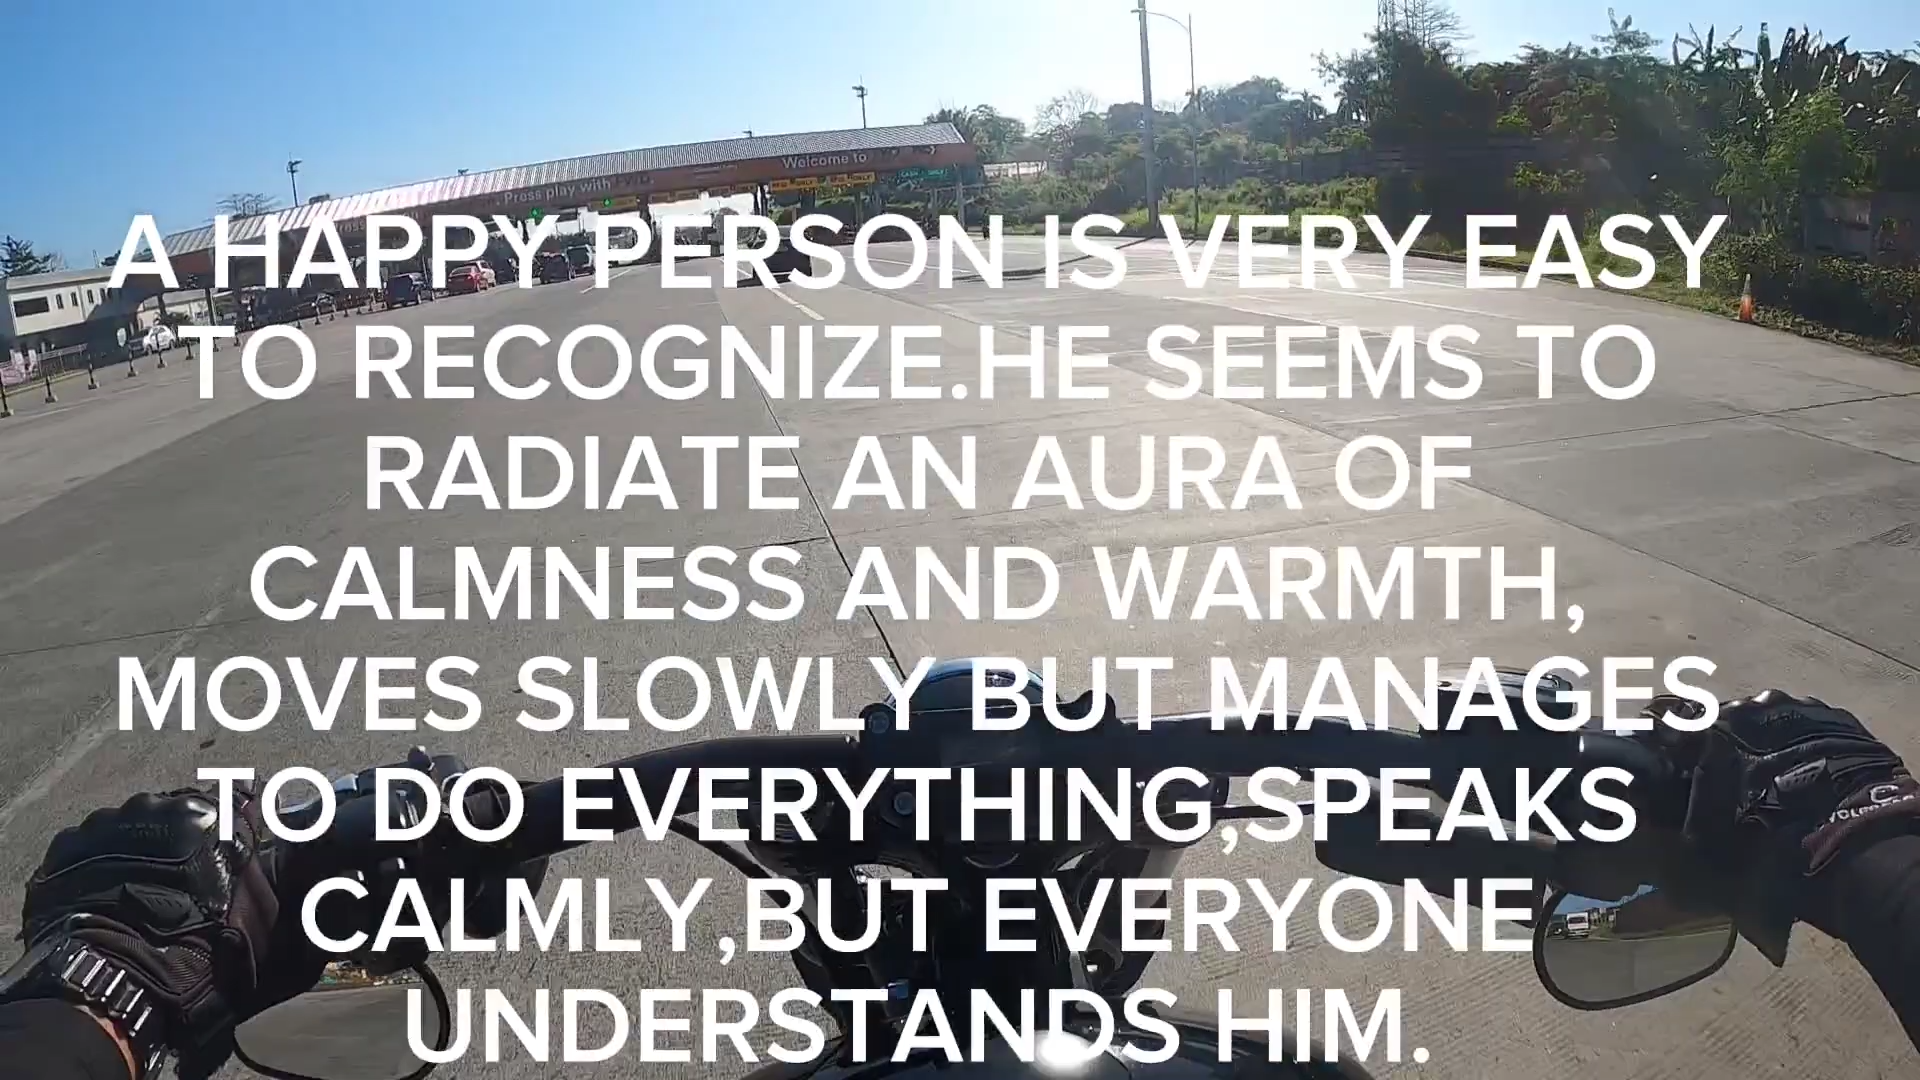 Welcome to
Press play with
A HAPPY PERSON IS VERY EASY
TO RECOGNIZE.HE SEEMS TO
RADIATE AN AURA OF
CALMNESS AND WARMTH,
MOVES SLOWLY BUT MANAGES
TO DO EVERYTHING,SPEAKS
CALMLY,BUT EVERYONE
UNDERSTANDS HIM.